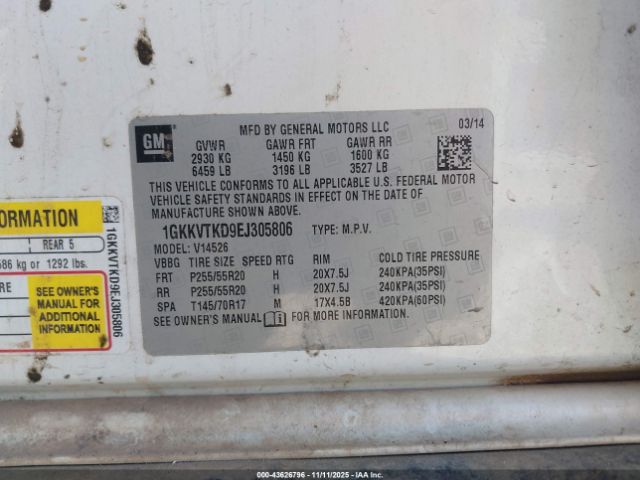 GM
MFD BY GENERAL MOTORS LLC 03/14
GVWR GAWR FRT GAWR RR
2930 KG 1450 KG 1600 KG
6459 LB 3196 LB 3527 LB
THIS VEHICLE CONFORMS TO ALL APPLICABLE U.S. FEDERAL MOTOR
VEHICLE SAFETY STANDARDS IN EFFECT ON THE DATE OF
MANUFACTURE SHOWN ABOVE.
1GKKVTKD9EJ305806 TYPE: M.P.V.
MODEL: V14526
VBBG TIRE SIZE SPEED RTG RIM COLD TIRE PRESSURE
FRT P255/55R20 H 20X7.5J 240KPA(35PSI)
RR P255/55R20 H 20X7.5J 240KPA(35PSI)
SPA T145/70R17 M 17X4.5B 420KPA(60PSI)
SEE OWNER'S MANUAL FOR MORE INFORMATION.
FORMATION
REAR 5
586 kg or 1292 lbs.
RE
SEE OWNER'S
MANUAL FOR
ADDITIONAL
INFORMATION
1GKKVTKD9EJ305806
000-43626796 - 11/11/2025 - IAAI.COM